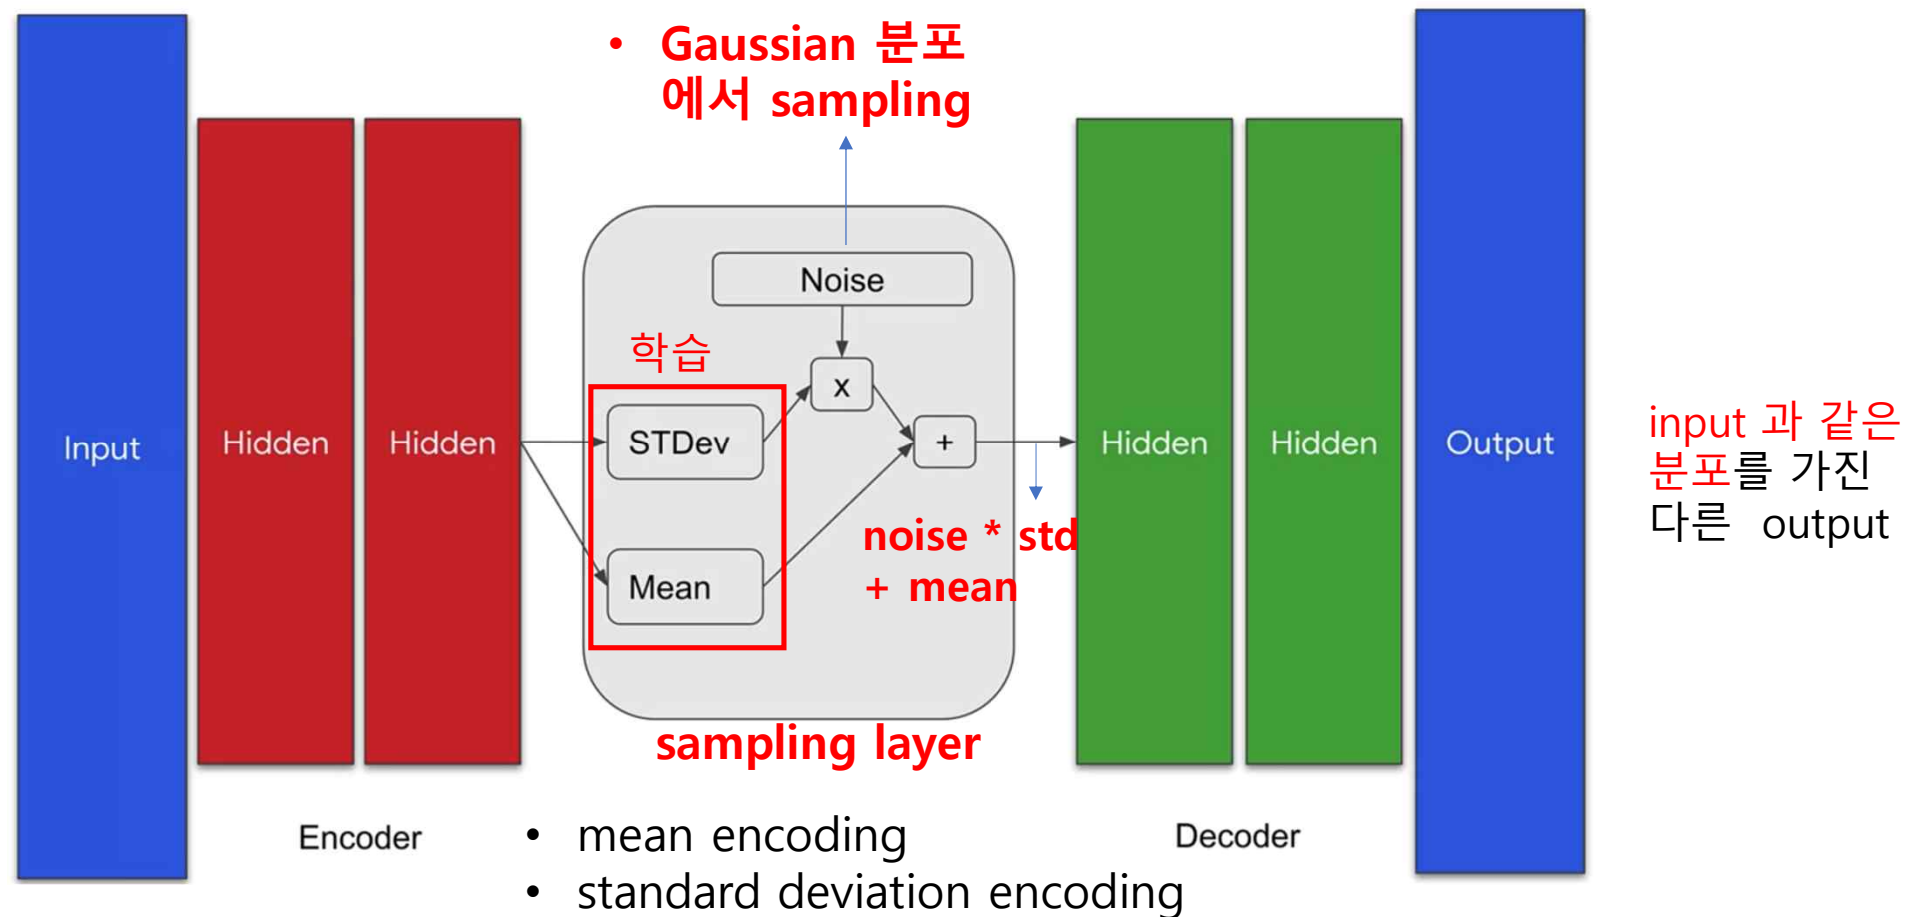 • Gaussian 분포
에서 sampling
Noise
학습
x
STDev
+
Input
Hidden
Hidden
Hidden
Hidden
Output
input 과 같은
분포를 가진
다른 output
noise * std
+ mean
Mean
sampling layer
Encoder
Decoder
• mean encoding
• standard deviation encoding